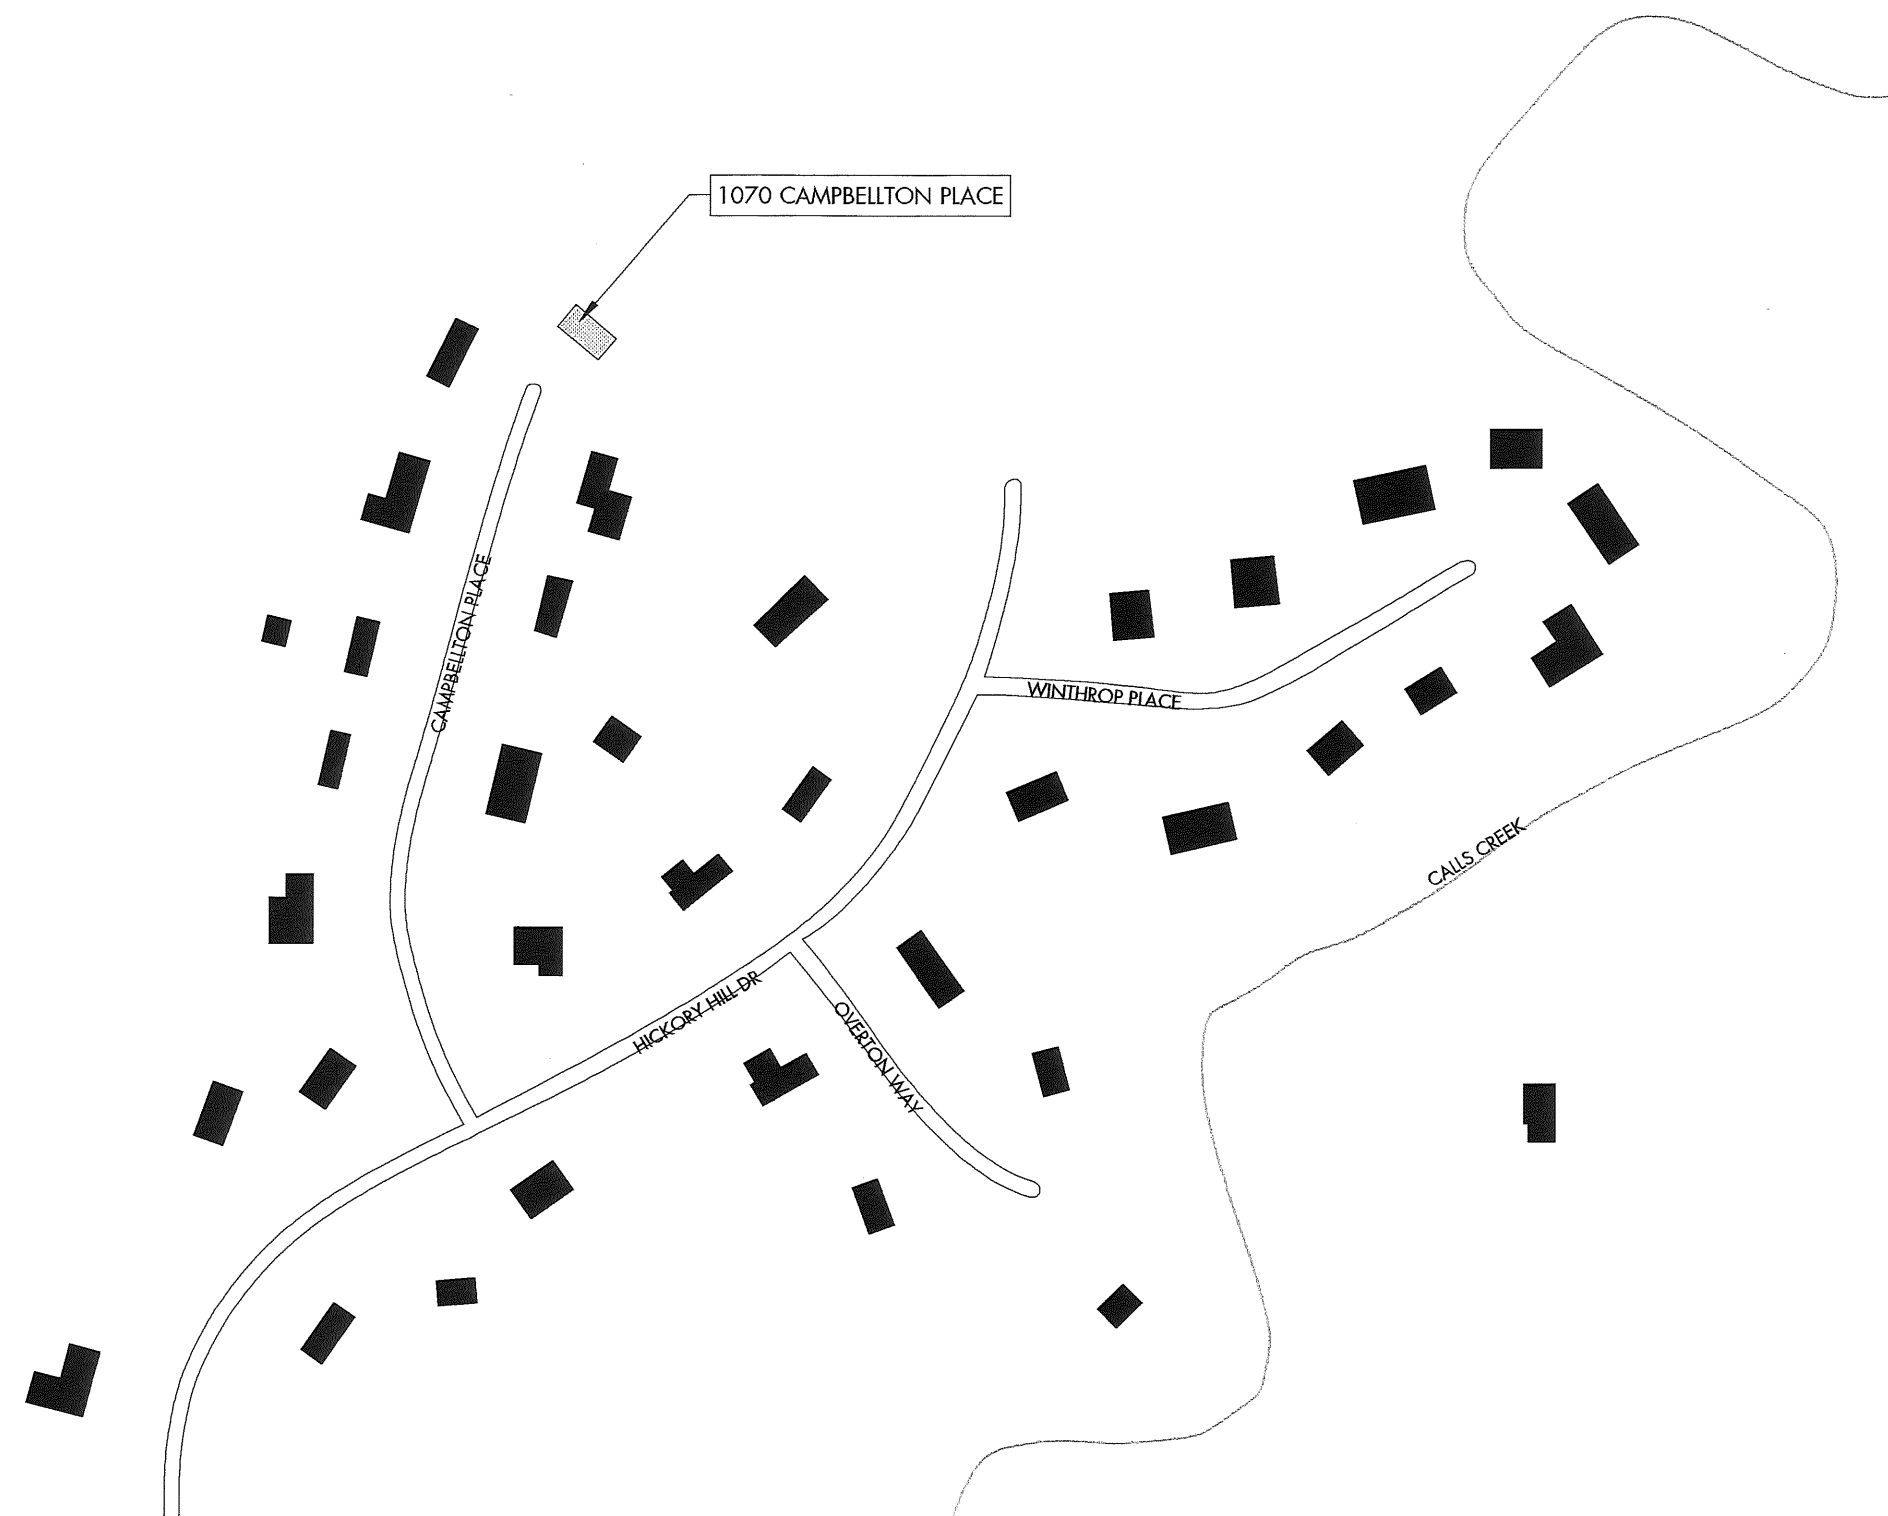 1070 CAMPBELLTON PLACE
CAMPBELLTON PLACE
WINTHROP PLACE
CALLS CREEK
HICKORY HILL DR
OVERTON WAY